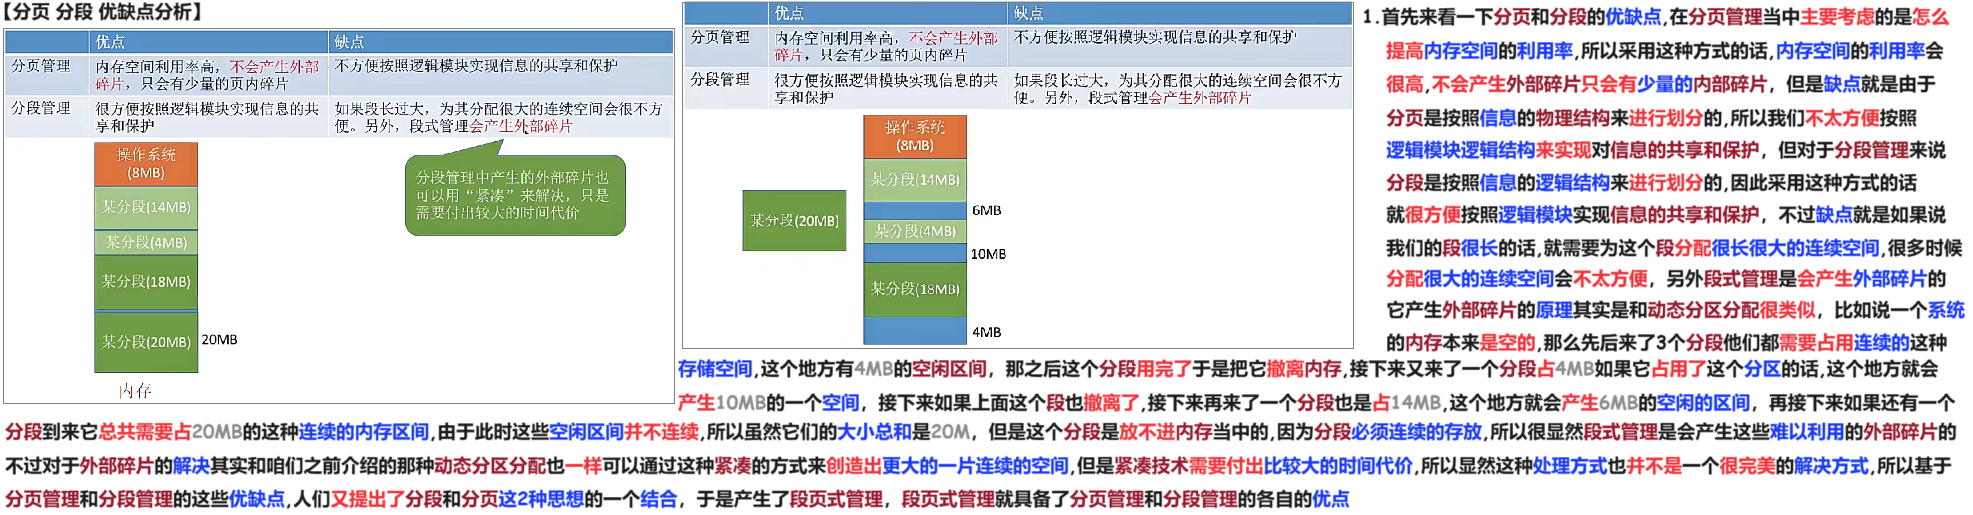 【分页 分段 优缺点分析】
优点 缺点
分页管理 内存空间利用率高，不会产生外部碎片，只会有少量的页内碎片 不方便按照逻辑模块实现信息的共享和保护
分段管理 很方便按照逻辑模块实现信息的共享和保护 如果段长过大，为其分配很大的连续空间会很不方便。另外，段式管理会产生外部碎片
操作系统
(8MB)
某分段(14MB)
某分段(4MB)
某分段(18MB)
某分段(20MB) 20MB
内存
分段管理中产生的外部碎片也
可以用“紧凑”来解决，只是
需要付出较大的时间代价
优点 缺点
分页管理 内存空间利用率高，不会产生外部碎片，只会有少量的页内碎片 不方便按照逻辑模块实现信息的共享和保护
分段管理 很方便按照逻辑模块实现信息的共享和保护 如果段长过大，为其分配很大的连续空间会很不方便。另外，段式管理会产生外部碎片
某分段(20MB)
操作系统
(8MB)
某分段(14MB)
6MB
某分段(4MB)
10MB
某分段(18MB)
4MB
1.首先来看一下分页和分段的优缺点,在分页管理当中主要考虑的是怎么
提高内存空间的利用率,所以采用这种方式的话,内存空间的利用率会
很高,不会产生外部碎片只会有少量的内部碎片，但是缺点就是由于
分页是按照信息的物理结构来进行划分的,所以我们不太方便按照
逻辑模块逻辑结构来实现对信息的共享和保护，但对于分段管理来说
分段是按照信息的逻辑结构来进行划分的,因此采用这种方式的话
就很方便按照逻辑模块实现信息的共享和保护，不过缺点就是如果说
我们的段很长的话,就需要为这个段分配很长很大的连续空间,很多时候
分配很大的连续空间会不太方便，另外段式管理是会产生外部碎片的
它产生外部碎片的原理其实是和动态分区分配很类似，比如说一个系统
的内存本来是空的,那么先后来了3个分段他们都需要占用连续的这种
存储空间,这个地方有4MB的空闲区间，那之后这个分段用完了于是把它撤离内存,接下来又来了一个分段占4MB如果它占用了这个分区的话,这个地方就会
产生10MB的一个空间，接下来如果上面这个段也撤离了,接下来再来了一个分段也是占14MB,这个地方就会产生6MB的空闲的区间，再接下来如果还有一个
分段到来它总共需要占20MB的这种连续的内存区间,由于此时这些空闲区间并不连续,所以虽然它们的大小总和是20M，但是这个分段是放不进内存当中的,因为分段必须连续的存放,所以很显然段式管理是会产生这些难以利用的外部碎片的
不过对于外部碎片的解决其实和咱们之前介绍的那种动态分区分配也一样可以通过这种紧凑的方式来创造出更大的一片连续的空间,但是紧凑技术需要付出比较大的时间代价,所以显然这种处理方式也并不是一个很完美的解决方式,所以基于
分页管理和分段管理的这些优缺点,人们又提出了分段和分页这2种思想的一个结合，于是产生了段页式管理，段页式管理就具备了分页管理和分段管理的各自的优点